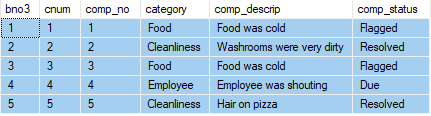 bno3 cnum comp_no category comp_descrip comp_status
1 1 1 Food Food was cold Flagged
2 2 2 Cleanliness Washrooms were very dirty Resolved
3 3 3 Food Food was cold Flagged
4 4 4 Employee Employee was shouting Due
5 5 5 Cleanliness Hair on pizza Resolved